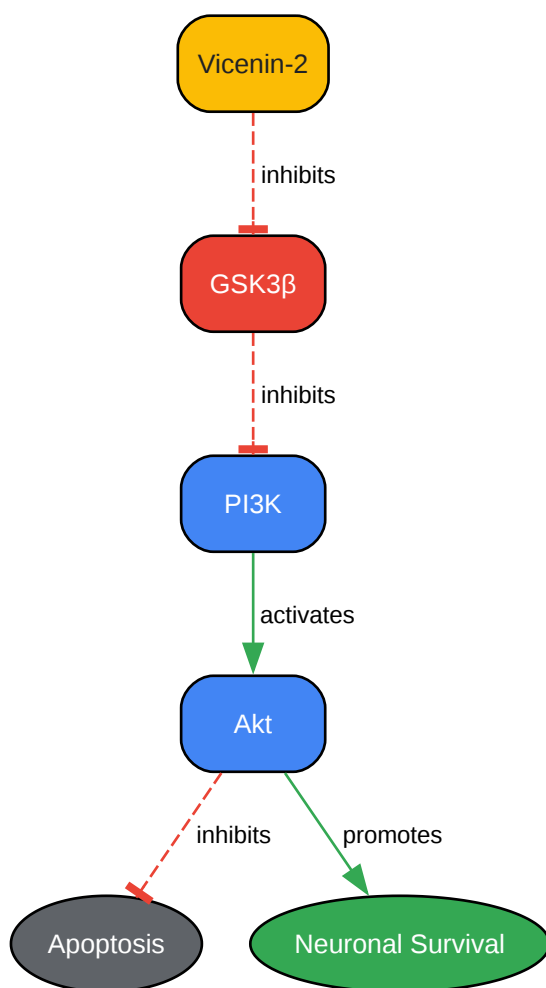 Vicenin-2
inhibits
GSK3β
inhibits
PI3K
activates
Akt
inhibits
promotes
Apoptosis
Neuronal Survival